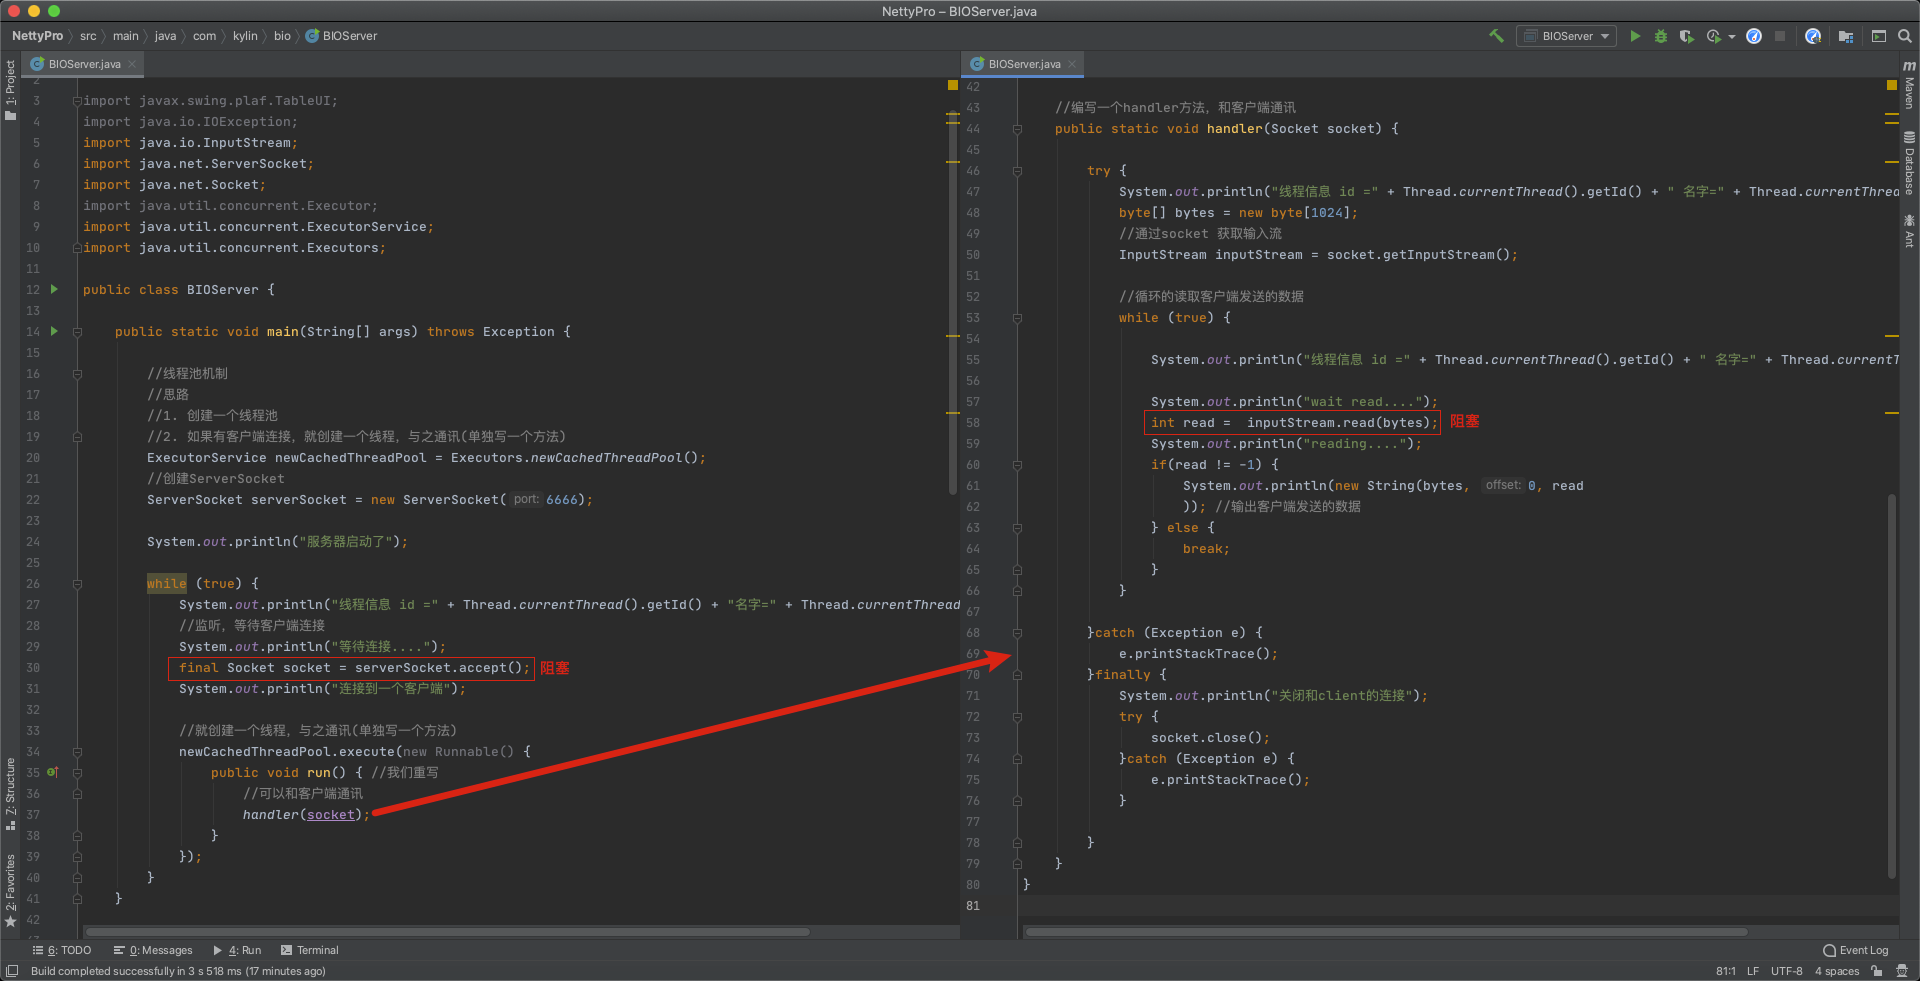 NettyPro – BIOServer.java
NettyPro src main java com kylin bio BIOServer
BIOServer
1: Project
Z: Structure
2: Favorites
BIOServer.java
2
3 import javax.swing.plaf.TableUI;
4 import java.io.IOException;
5 import java.io.InputStream;
6 import java.net.ServerSocket;
7 import java.net.Socket;
8 import java.util.concurrent.Executor;
9 import java.util.concurrent.ExecutorService;
10 import java.util.concurrent.Executors;
11
12 public class BIOServer {
13
14 public static void main(String[] args) throws Exception {
15
16 //线程池机制
17 //思路
18 //1. 创建一个线程池
19 //2. 如果有客户端连接，就创建一个线程，与之通讯(单独写一个方法)
20 ExecutorService newCachedThreadPool = Executors.newCachedThreadPool();
21 //创建ServerSocket
22 ServerSocket serverSocket = new ServerSocket( port: 6666);
23
24 System.out.println("服务器启动了");
25
26 while (true) {
27 System.out.println("线程信息 id =" + Thread.currentThread().getId() + "名字=" + Thread.currentThread
28 //监听，等待客户端连接
29 System.out.println("等待连接....");
30 final Socket socket = serverSocket.accept(); 阻塞
31 System.out.println("连接到一个客户端");
32
33 //就创建一个线程，与之通讯(单独写一个方法)
34 newCachedThreadPool.execute(new Runnable() {
35 public void run() { //我们重写
36 //可以和客户端通讯
37 handler(socket);
38 }
39 });
40 }
41 }
42
BIOServer.java
42
43 //编写一个handler方法，和客户端通讯
44 public static void handler(Socket socket) {
45
46 try {
47 System.out.println("线程信息 id =" + Thread.currentThread().getId() + " 名字=" + Thread.currentThrea
48 byte[] bytes = new byte[1024];
49 //通过socket 获取输入流
50 InputStream inputStream = socket.getInputStream();
51
52 //循环的读取客户端发送的数据
53 while (true) {
54
55 System.out.println("线程信息 id =" + Thread.currentThread().getId() + " 名字=" + Thread.currentT
56
57 System.out.println("wait read....");
58 int read =  inputStream.read(bytes); 阻塞
59 System.out.println("reading....");
60 if(read != -1) {
61 System.out.println(new String(bytes, offset: 0, read
62 )); //输出客户端发送的数据
63 } else {
64 break;
65 }
66 }
67
68 }catch (Exception e) {
69 e.printStackTrace();
70 }finally {
71 System.out.println("关闭和client的连接");
72 try {
73 socket.close();
74 }catch (Exception e) {
75 e.printStackTrace();
76 }
77
78 }
79 }
80 }
81
m Maven
Database
Ant
6: TODO 0: Messages 4: Run Terminal Event Log
Build completed successfully in 3 s 518 ms (17 minutes ago) 81:1 LF UTF-8 4 spaces